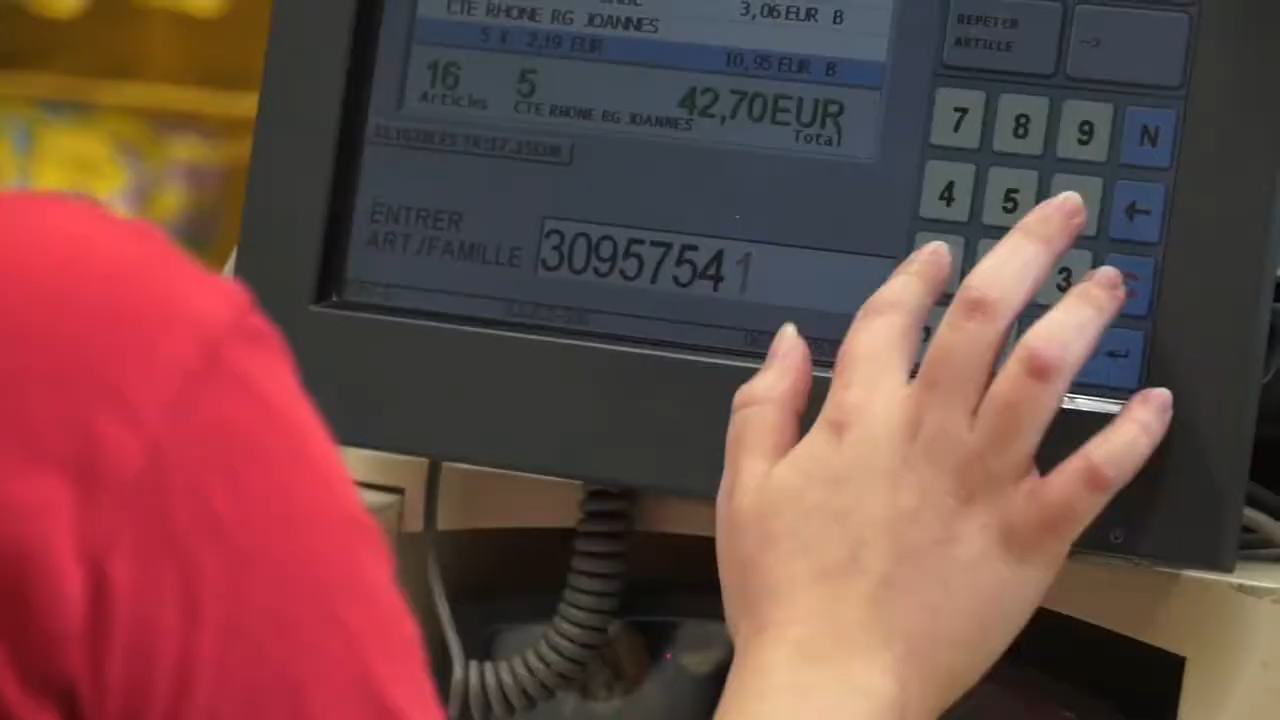 3,06 EUR B
CTE RHONE RG JOANNES
5 X 2,19 EUR 10,95 EUR B
16 5 42,70EUR
Articles CTE RHONE RG JOANNES Total
ENTRER
ART./FAMILLE 30957541
REPETER
ARTICLE
-->
7 8 9 N
4 5 ←
3